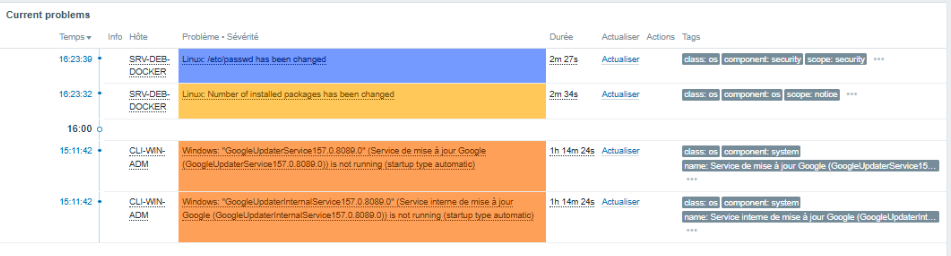 Current problems
Temps Info Hôte Problème - Sévérité Durée Actualiser Actions Tags
16:23:39 SRV-DEB-DOCKER Linux: /etc/passwd has been changed 2m 27s Actualiser class: os component: security scope: security ...
16:23:32 SRV-DEB-DOCKER Linux: Number of installed packages has been changed 2m 34s Actualiser class: os component: os scope: notice ...
16:00
15:11:42 CLI-WIN-ADM Windows: "GoogleUpdaterService157.0.8089.0" (Service de mise à jour Google
(GoogleUpdaterService157.0.8089.0)) is not running (startup type automatic) 1h 14m 24s Actualiser class: os component: system
name: Service de mise à jour Google (GoogleUpdaterService15...
...
15:11:42 CLI-WIN-ADM Windows: "GoogleUpdaterInternalService157.0.8089.0" (Service interne de mise à jour
Google (GoogleUpdaterInternalService157.0.8089.0)) is not running (startup type automatic) 1h 14m 24s Actualiser class: os component: system
name: Service interne de mise à jour Google (GoogleUpdaterInt...
...